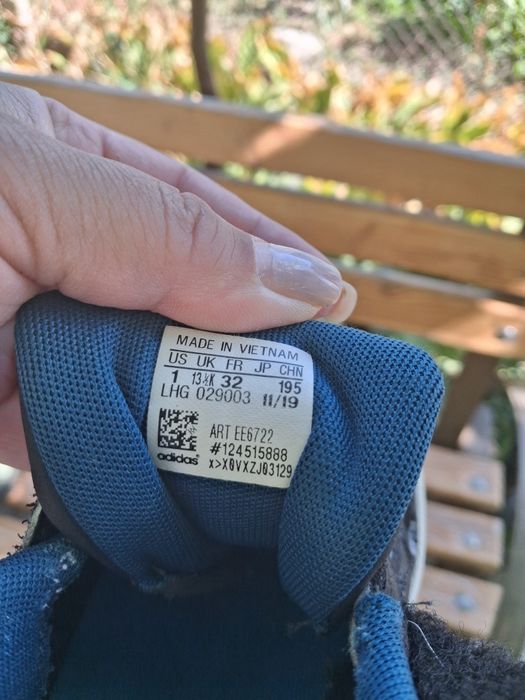 MADE IN VIETNAM
US UK FR JP CHN
1 13½K 32 195
LHG 029003 11/19
ART EE6722
#124515888
adidas x>X0VXZJ03129